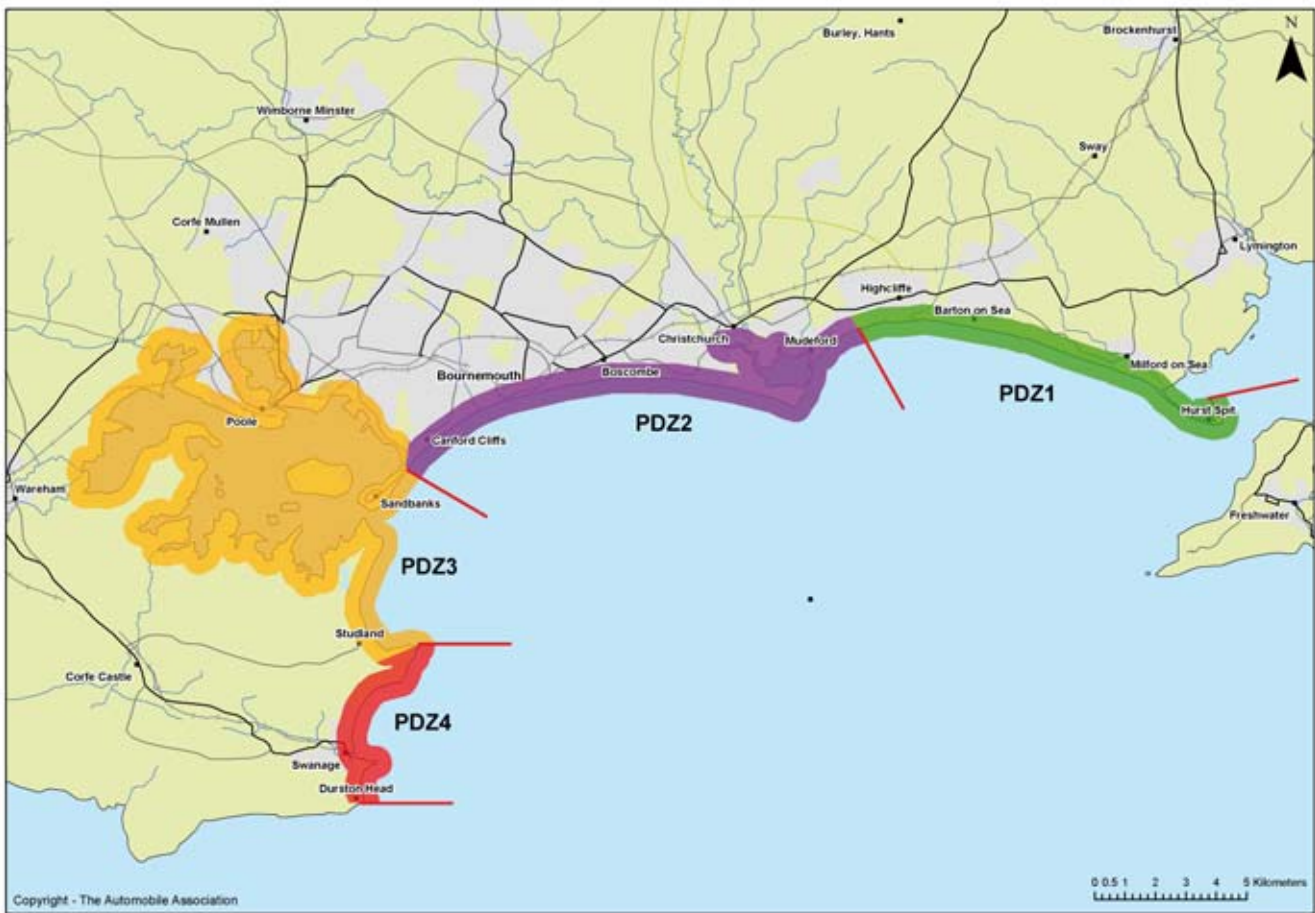 Burley, Hants
Brockenhurst
N
Wimborne Minster
Sway
Corfe Mullen
Lymington
Highcliffe
Barton on Sea
Christchurch
Mudeford
Milford on Sea
Bournemouth
Boscombe
PDZ1
Hurst Spit
Poole
PDZ2
Canford Cliffs
Wareham
Sandbanks
Freshwater
PDZ3
Studland
Corfe Castle
PDZ4
Swanage
Durston Head
0 0.5 1 2 3 4 5 Kilometers
Copyright - The Automobile Association